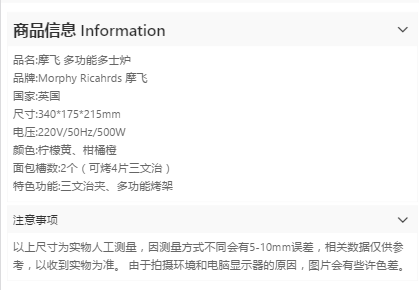 商品信息 Information
品名:摩飞 多功能多士炉
品牌:Morphy Ricahrds 摩飞
国家:英国
尺寸:340*175*215mm
电压:220V/50Hz/500W
颜色:柠檬黄、柑桶橙
面包槽数:2个（可烤4片三文治）
特色功能:三文治夹、多功能烤架
注意事项
以上尺寸为实物人工测量，因测量方式不同会有5-10mm误差，相关数据仅供参
考，以收到实物为准。 由于拍摄环境和电脑显示器的原因，图片会有些许色差。